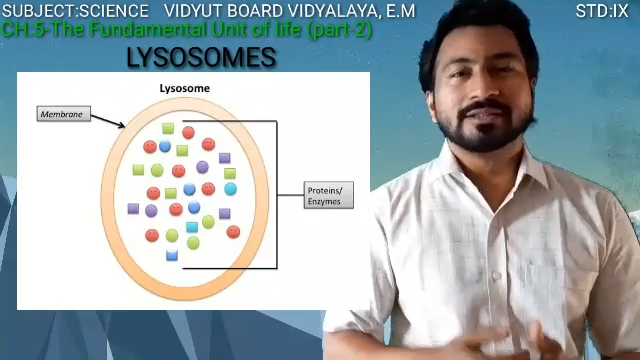 SUBJECT:SCIENCE VIDYUT BOARD VIDYALAYA, E.M STD:IX
CH:5-The Fundamental Unit of life (part-2)
LYSOSOMES
Lysosome
Membrane
Proteins/
Enzymes